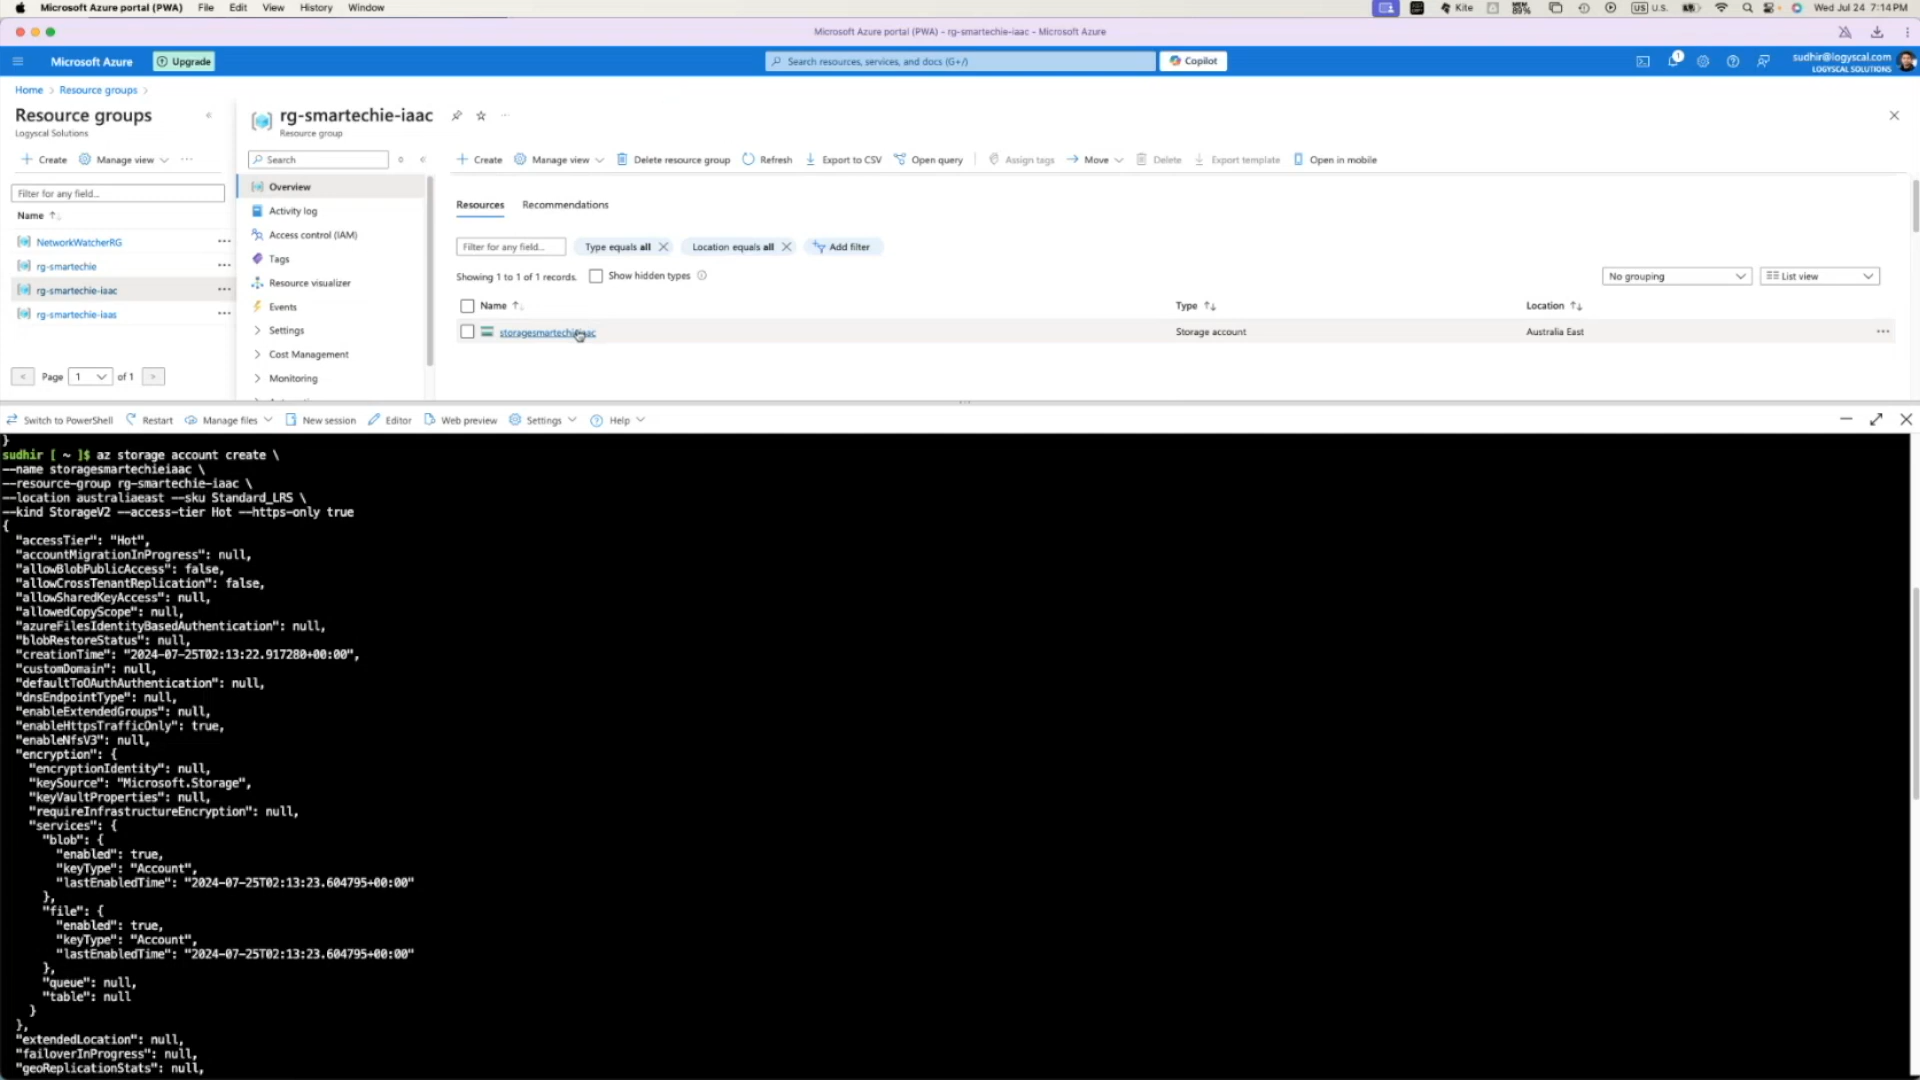 Microsoft Azure portal (PWA) File Edit View History Window Kite U.S. Wed Jul 24 7:14 PM
Microsoft Azure portal (PWA) - rg-smartechie-iaac - Microsoft Azure
Microsoft Azure Upgrade Search resources, services, and docs (G+/) Copilot 1 sudhir@logyscal.com
LOGYSCAL SOLUTIONS
Home > Resource groups >
Resource groups
Logyscal Solutions
Create Manage view
Filter for any field...
Name
NetworkWatcherRG
rg-smartechie
rg-smartechie-iaac
rg-smartechie-iaas
< Page 1 of 1 >
rg-smartechie-iaac
Resource group
Search
Overview
Activity log
Access control (IAM)
Tags
Resource visualizer
Events
Settings
Cost Management
Monitoring
Create Manage view Delete resource group Refresh Export to CSV Open query Assign tags Move Delete Export template Open in mobile
Resources Recommendations
Filter for any field... Type equals all Location equals all Add filter
Showing 1 to 1 of 1 records. Show hidden types No grouping List view
Name Type Location
storagesmartechieiaac Storage account Australia East
Switch to PowerShell Restart Manage files New session Editor Web preview Settings Help
}
sudhir [ ~ ]$ az storage account create \
--name storagesmartechieiaac \
--resource-group rg-smartechie-iaac \
--location australiaeast --sku Standard_LRS \
--kind StorageV2 --access-tier Hot --https-only true
{
"accessTier": "Hot",
"accountMigrationInProgress": null,
"allowBlobPublicAccess": false,
"allowCrossTenantReplication": false,
"allowSharedKeyAccess": null,
"allowedCopyScope": null,
"azureFilesIdentityBasedAuthentication": null,
"blobRestoreStatus": null,
"creationTime": "2024-07-25T02:13:22.917280+00:00",
"customDomain": null,
"defaultToOAuthAuthentication": null,
"dnsEndpointType": null,
"enableExtendedGroups": null,
"enableHttpsTrafficOnly": true,
"enableNfsV3": null,
"encryption": {
"encryptionIdentity": null,
"keySource": "Microsoft.Storage",
"keyVaultProperties": null,
"requireInfrastructureEncryption": null,
"services": {
"blob": {
"enabled": true,
"keyType": "Account",
"lastEnabledTime": "2024-07-25T02:13:23.604795+00:00"
},
"file": {
"enabled": true,
"keyType": "Account",
"lastEnabledTime": "2024-07-25T02:13:23.604795+00:00"
},
"queue": null,
"table": null
}
},
"extendedLocation": null,
"failoverInProgress": null,
"geoReplicationStats": null,